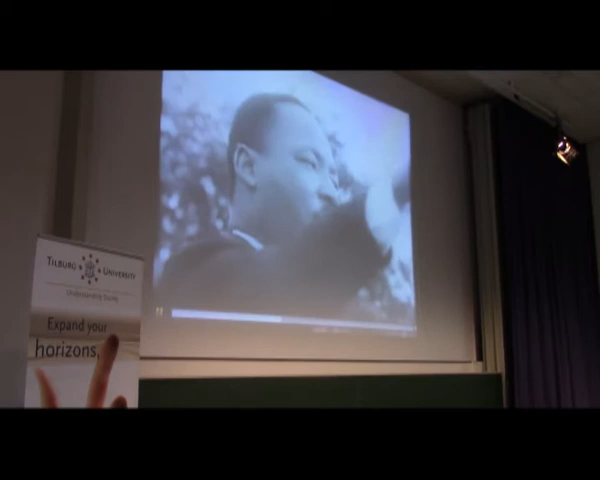 TILBURG UNIVERSITY
Understanding Society
Expand your
horizons.